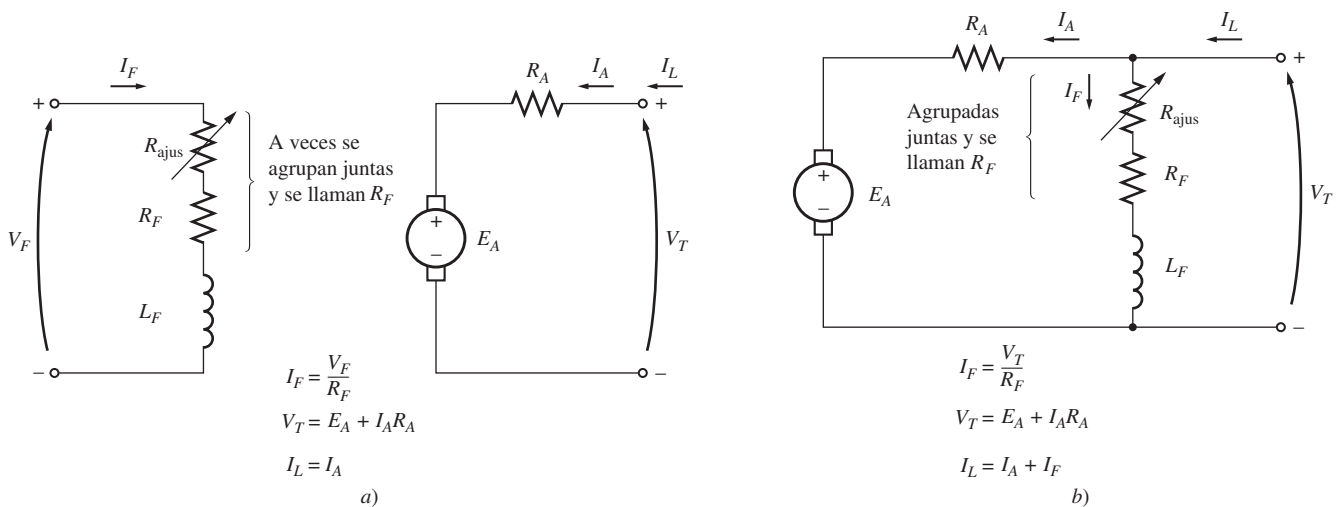 I_F
+
R_ajus
R_F
V_F
L_F
–
A veces se
agrupan juntas
y se llaman R_F
R_A
I_A
I_L
+
+
–
E_A
V_T
–
I_F = V_F / R_F
V_T = E_A + I_A R_A
I_L = I_A
a)
R_A
I_A
I_L
+
I_F
Agrupadas
juntas y se
llaman R_F
R_ajus
R_F
+
–
E_A
V_T
L_F
–
I_F = V_T / R_F
V_T = E_A + I_A R_A
I_L = I_A + I_F
b)